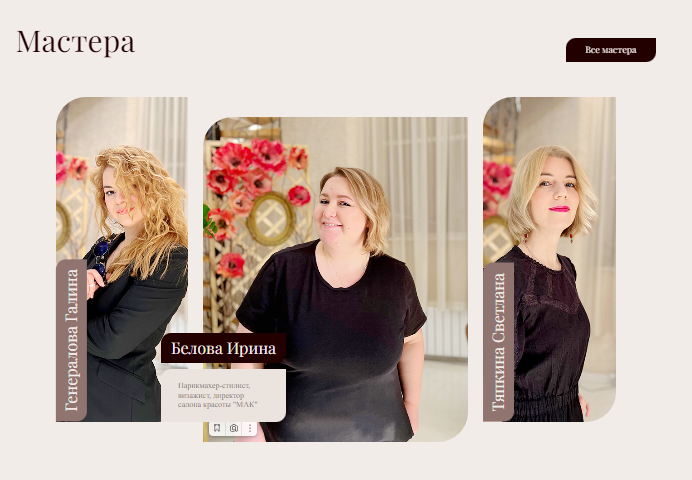 Мастера
Все мастера
Генералова Галина
Белова Ирина
Парикмахер-стилист,
визажист, директор
салона красоты "МАК"
Тяпкина Светлана